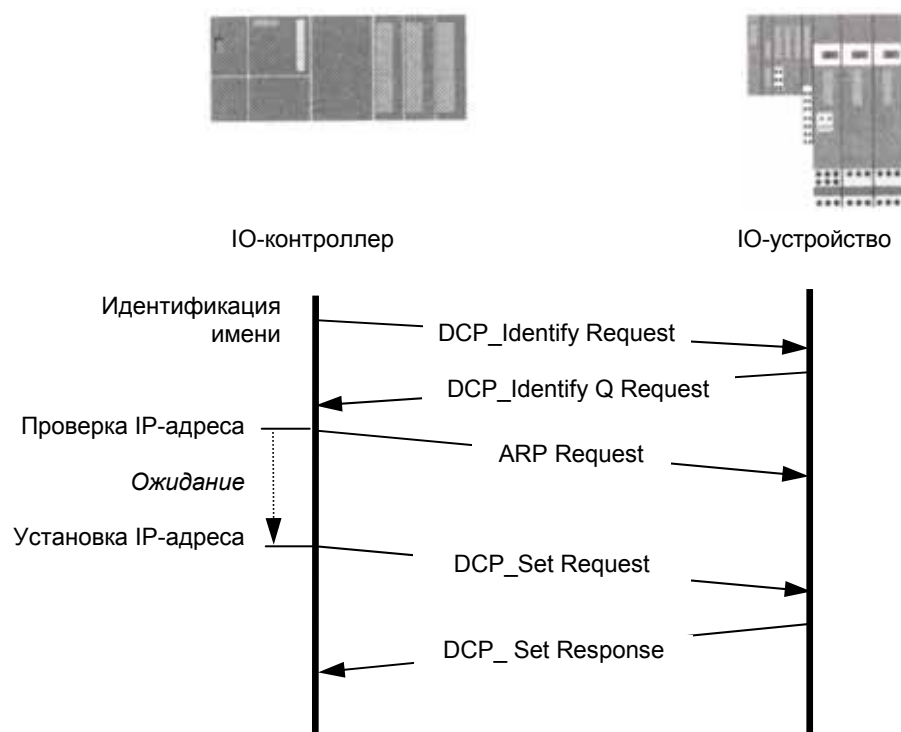 IO-контроллер
IO-устройство
Идентификация
имени
DCP_Identify Request
DCP_Identify Q Request
Проверка IP-адреса
ARP Request
Ожидание
Установка IP-адреса
DCP_Set Request
DCP_ Set Response